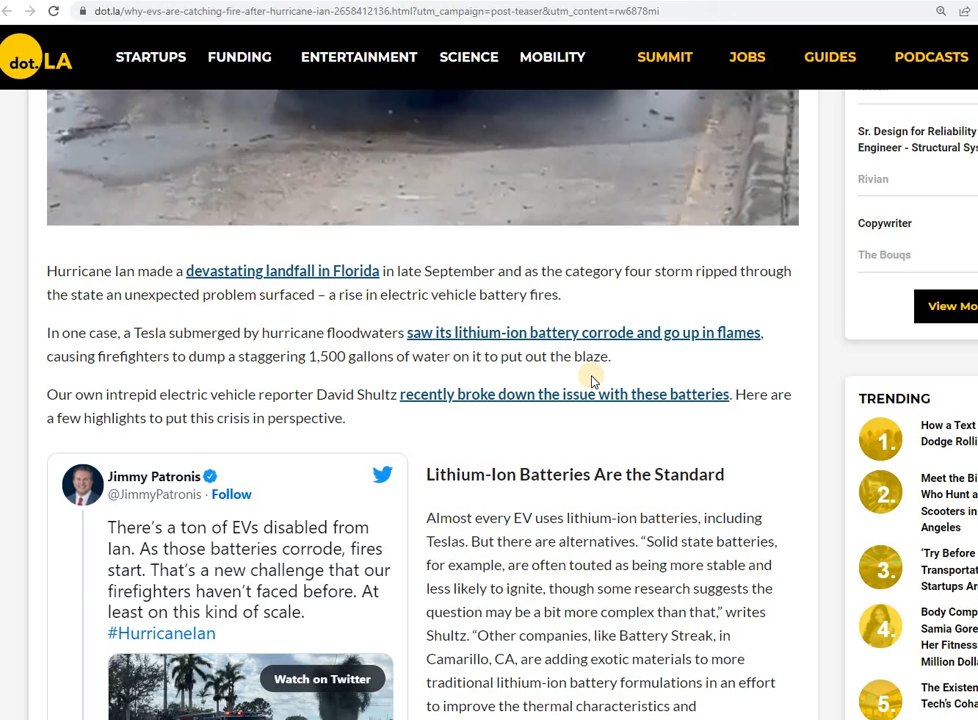 dot.la/why-evs-are-catching-fire-after-hurricane-ian-2658412136.html?utm_campaign=post-teaser&utm_content=rw6878mi
dot.LA
STARTUPS FUNDING ENTERTAINMENT SCIENCE MOBILITY SUMMIT JOBS GUIDES PODCASTS
Hurricane Ian made a devastating landfall in Florida in late September and as the category four storm ripped through
the state an unexpected problem surfaced – a rise in electric vehicle battery fires.
In one case, a Tesla submerged by hurricane floodwaters saw its lithium-ion battery corrode and go up in flames,
causing firefighters to dump a staggering 1,500 gallons of water on it to put out the blaze.
Our own intrepid electric vehicle reporter David Shultz recently broke down the issue with these batteries. Here are
a few highlights to put this crisis in perspective.
Jimmy Patronis
@JimmyPatronis · Follow
There's a ton of EVs disabled from
Ian. As those batteries corrode, fires
start. That's a new challenge that our
firefighters haven't faced before. At
least on this kind of scale.
#HurricaneIan
Watch on Twitter
Lithium-Ion Batteries Are the Standard
Almost every EV uses lithium-ion batteries, including
Teslas. But there are alternatives. “Solid state batteries,
for example, are often touted as being more stable and
less likely to ignite, though some research suggests the
question may be a bit more complex than that,” writes
Shultz. “Other companies, like Battery Streak, in
Camarillo, CA, are adding exotic materials to more
traditional lithium-ion battery formulations in an effort
to improve the thermal characteristics and
Sr. Design for Reliability
Engineer - Structural Sys
Rivian
Copywriter
The Bouqs
View Mo
TRENDING
1.
How a Text
Dodge Rolli
2.
Meet the Bi
Who Hunt a
Scooters in
Angeles
3.
'Try Before
Transportat
Startups Ar
4.
Body Comp
Samia Gore
Her Fitness
Million Dolla
5.
The Existen
Tech's Coha